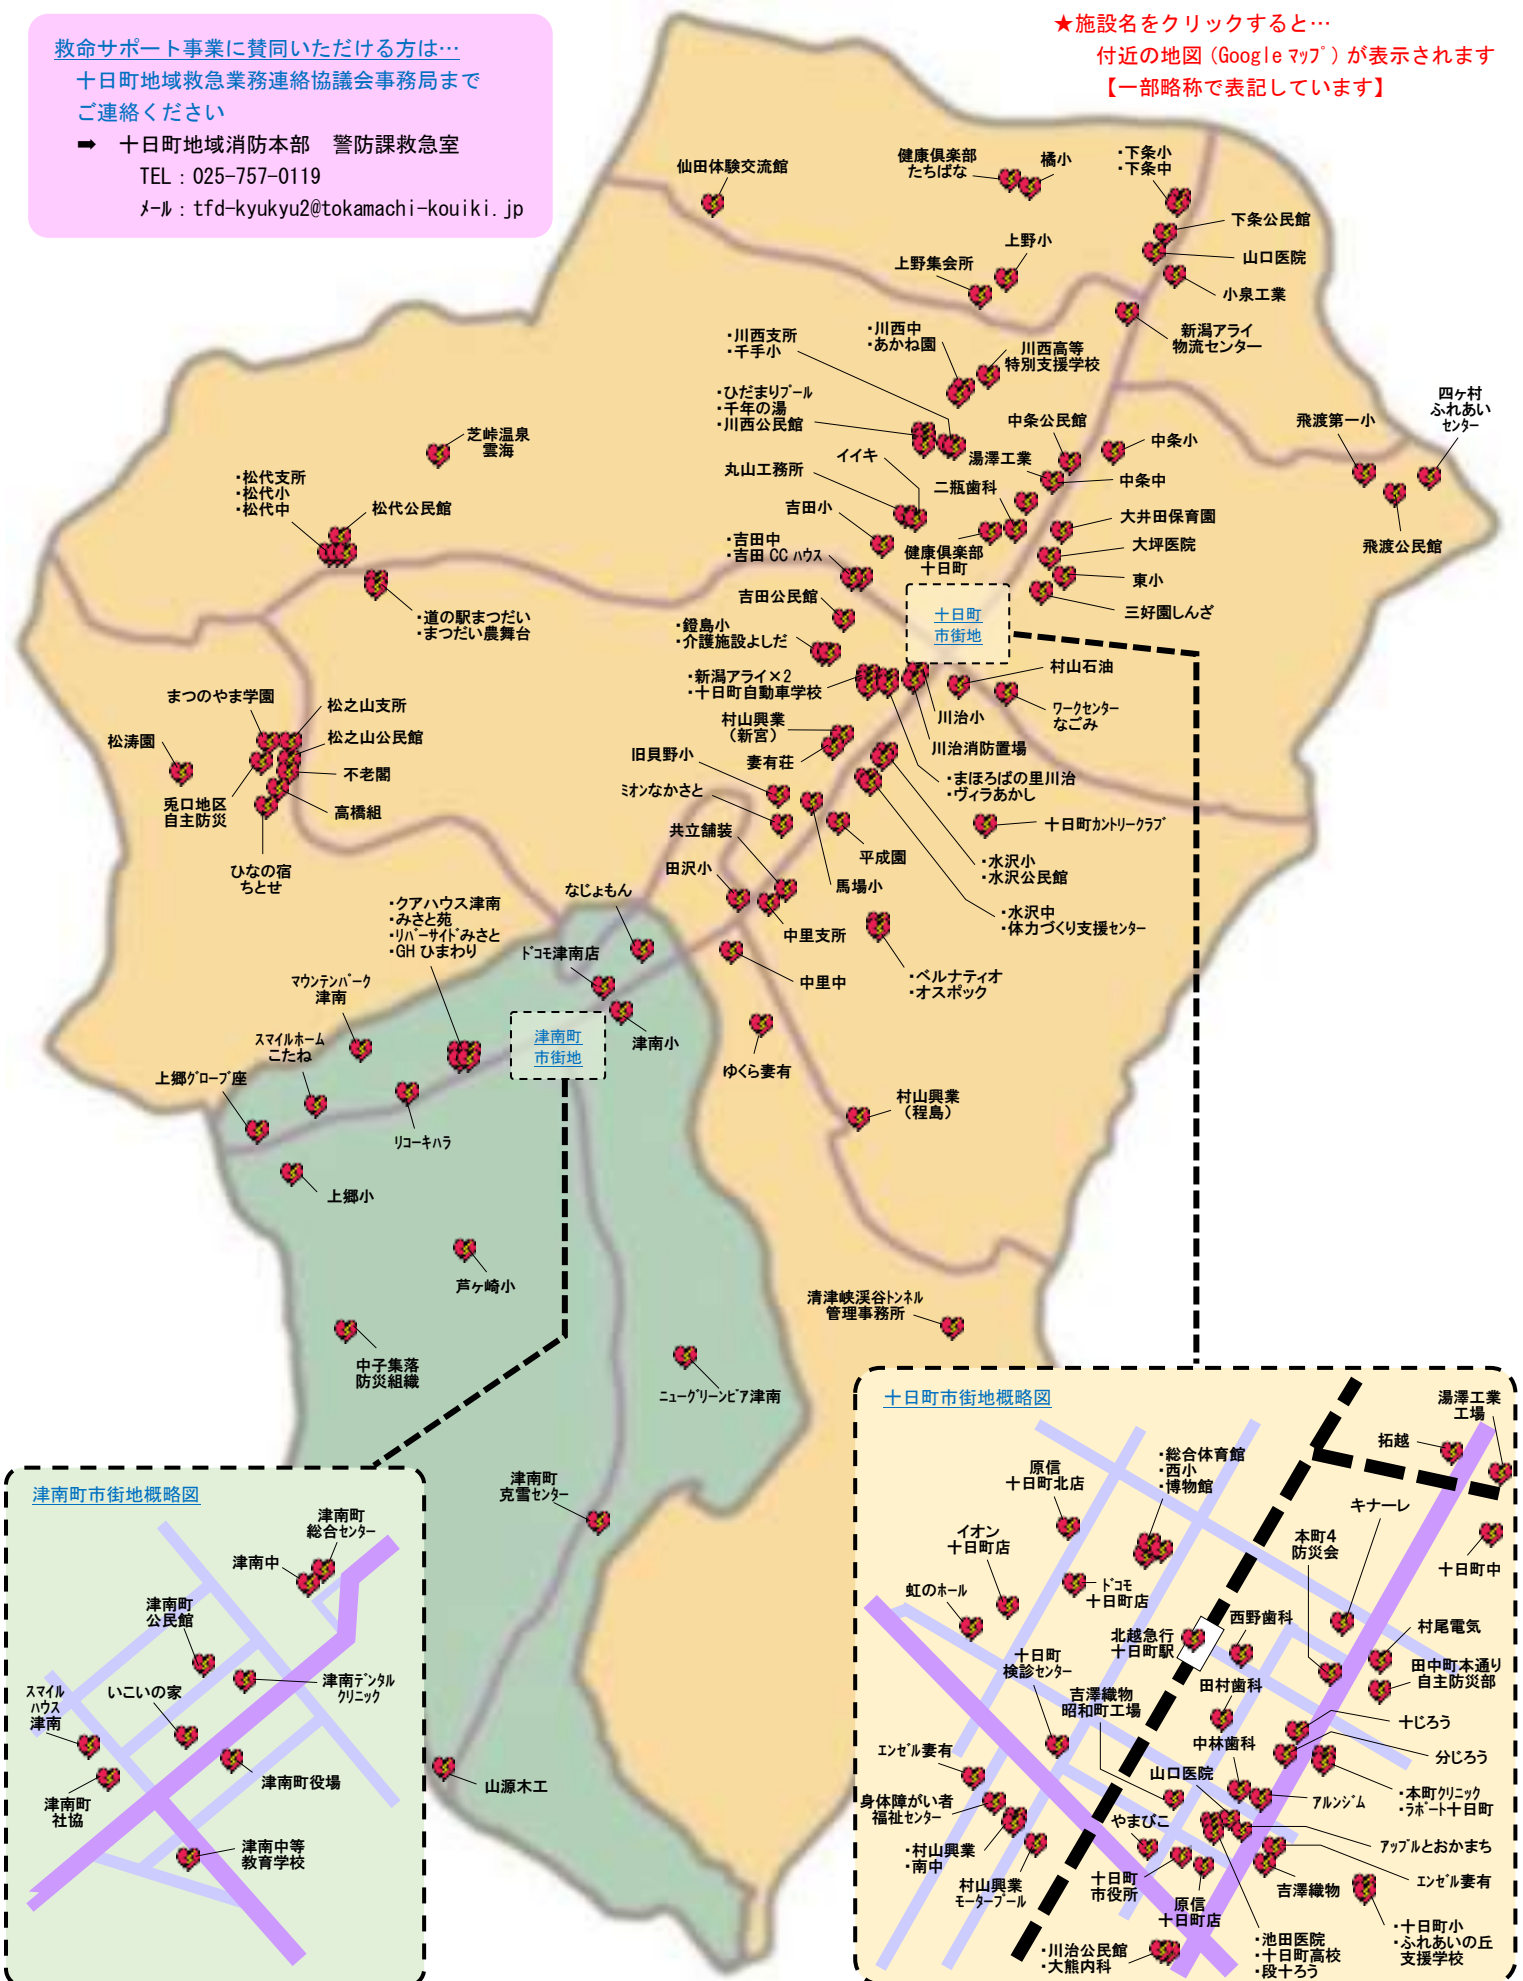 救命サポート事業に賛同いただける方は…
十日町地域救急業務連絡協議会事務局まで
ご連絡ください
➡ 十日町地域消防本部 警防課救急室
TEL：025-757-0119
ﾒｰﾙ：tfd-kyukyu2@tokamachi-kouiki.jp
★施設名をクリックすると…
付近の地図（Google ﾏｯﾌﾟ）が表示されます
【一部略称で表記しています】
仙田体験交流館
健康倶楽部
たちばな
橘小
・下条小
・下条中
下条公民館
山口医院
小泉工業
上野小
上野集会所
新潟アライ
物流センター
・川西支所
・千手小
・川西中
・あかね園
川西高等
特別支援学校
・ひだまりﾌﾟｰﾙ
・千年の湯
・川西公民館
中条公民館
中条小
四ヶ村
ふれあい
ｾﾝﾀｰ
飛渡第一小
飛渡公民館
芝峠温泉
雲海
・松代支所
・松代小
・松代中
松代公民館
丸山工務所
イイキ
湯澤工業
中条中
二瓶歯科
吉田小
健康倶楽部
十日町
大井田保育園
大坪医院
東小
三好園しんざ
・吉田中
・吉田 CC ﾊｳｽ
吉田公民館
十日町
市街地
・道の駅まつだい
・まつだい農舞台
・鐙島小
・介護施設よしだ
・新潟アライ×2
・十日町自動車学校
村山石油
ﾜｰｸｾﾝﾀｰ
なごみ
川治小
川治消防置場
・まほろばの里川治
・ヴィラあかし
まつのやま学園
松之山支所
松之山公民館
松涛園
不老閣
兎口地区
自主防災
高橋組
ひなの宿
ちとせ
村山興業
（新宮）
妻有荘
旧貝野小
ﾐｵﾝなかさと
十日町ｶﾝﾄﾘｰｸﾗﾌﾞ
共立舗装
平成園
・水沢小
・水沢公民館
田沢小
馬場小
・水沢中
・体力づくり支援ｾﾝﾀｰ
なじょもん
中里支所
中里中
・ベルナティオ
・オスポック
・クアハウス津南
・みさと苑
・ﾘﾊﾞｰｻｲﾄﾞみさと
・GH ひまわり
ﾄﾞｺﾓ津南店
ﾏｳﾝﾃﾝﾊﾟｰｸ
津南
津南町
市街地
津南小
ｽﾏｲﾙﾎｰﾑ
こたね
ゆくら妻有
上郷ｸﾞﾛｰﾌﾞ座
ﾘｺｰｷﾊﾗ
村山興業
（程島）
上郷小
芦ヶ崎小
清津峡渓谷ﾄﾝﾈﾙ
管理事務所
中子集落
防災組織
ﾆｭｰｸﾞﾘｰﾝﾋﾟｱ津南
津南町
克雪ｾﾝﾀｰ
山源木工
津南町市街地概略図
津南町
総合ｾﾝﾀｰ
津南中
津南町
公民館
津南ﾃﾞﾝﾀﾙ
ｸﾘﾆｯｸ
ｽﾏｲﾙ
ﾊｳｽ
津南
いこいの家
津南町役場
津南町
社協
津南中等
教育学校
十日町市街地概略図
湯澤工業
工場
拓越
・総合体育館
・西小
・博物館
原信
十日町北店
キナーレ
イオン
十日町店
本町4
防災会
十日町中
ﾄﾞｺﾓ
十日町店
虹のﾎｰﾙ
西野歯科
村尾電気
北越急行
十日町駅
田中町本通り
自主防災部
十日町
検診ｾﾝﾀｰ
田村歯科
吉澤織物
昭和町工場
十じろう
中林歯科
分じろう
ｴﾝｾﾞﾙ妻有
山口医院
・本町ｸﾘﾆｯｸ
・ﾗﾎﾟｰﾄ十日町
ｱﾙﾝｼﾞﾑ
身体障がい者
福祉ｾﾝﾀｰ
やまびこ
ｱｯﾌﾟﾙとおかまち
・村山興業
・南中
十日町
市役所
吉澤織物
ｴﾝｾﾞﾙ妻有
村山興業
ﾓｰﾀｰﾌﾟｰﾙ
原信
十日町店
・十日町小
・ふれあいの丘
支援学校
・川治公民館
・大熊内科
・池田医院
・十日町高校
・段十ろう